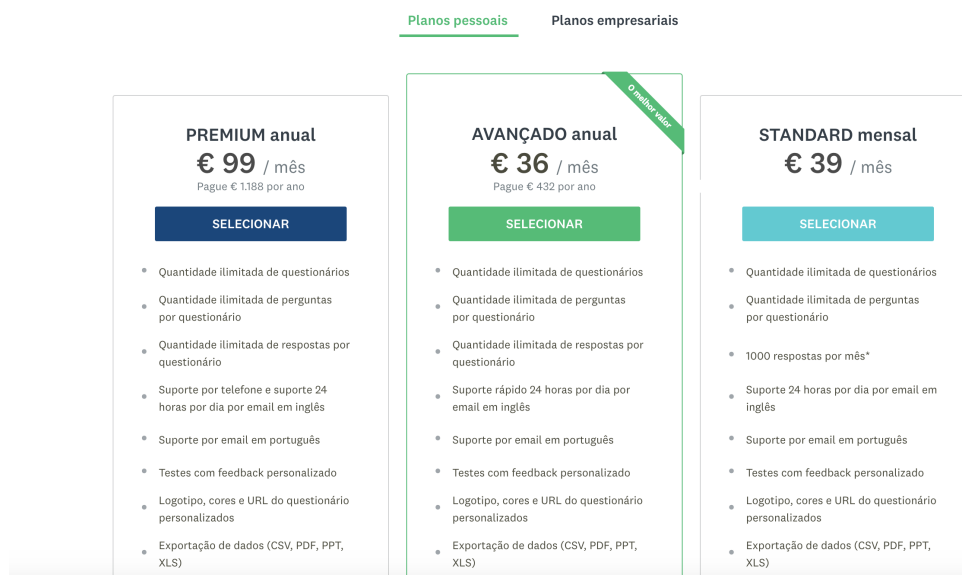 Planos pessoais
Planos empresariais
PREMIUM anual
€ 99 / mês
Pague € 1.188 por ano
SELECIONAR
Quantidade ilimitada de questionários
Quantidade ilimitada de perguntas
por questionário
Quantidade ilimitada de respostas por
questionário
Suporte por telefone e suporte 24
horas por dia por email em inglês
Suporte por email em português
Testes com feedback personalizado
Logotipo, cores e URL do questionário
personalizados
Exportação de dados (CSV, PDF, PPT,
XLS)
O melhor valor
AVANÇADO anual
€ 36 / mês
Pague € 432 por ano
SELECIONAR
Quantidade ilimitada de questionários
Quantidade ilimitada de perguntas
por questionário
Quantidade ilimitada de respostas por
questionário
Suporte rápido 24 horas por dia por
email em inglês
Suporte por email em português
Testes com feedback personalizado
Logotipo, cores e URL do questionário
personalizados
Exportação de dados (CSV, PDF, PPT,
XLS)
STANDARD mensal
€ 39 / mês
SELECIONAR
Quantidade ilimitada de questionários
Quantidade ilimitada de perguntas
por questionário
1000 respostas por mês*
Suporte 24 horas por dia por email em
inglês
Suporte por email em português
Testes com feedback personalizado
Logotipo, cores e URL do questionário
personalizados
Exportação de dados (CSV, PDF, PPT,
XLS)